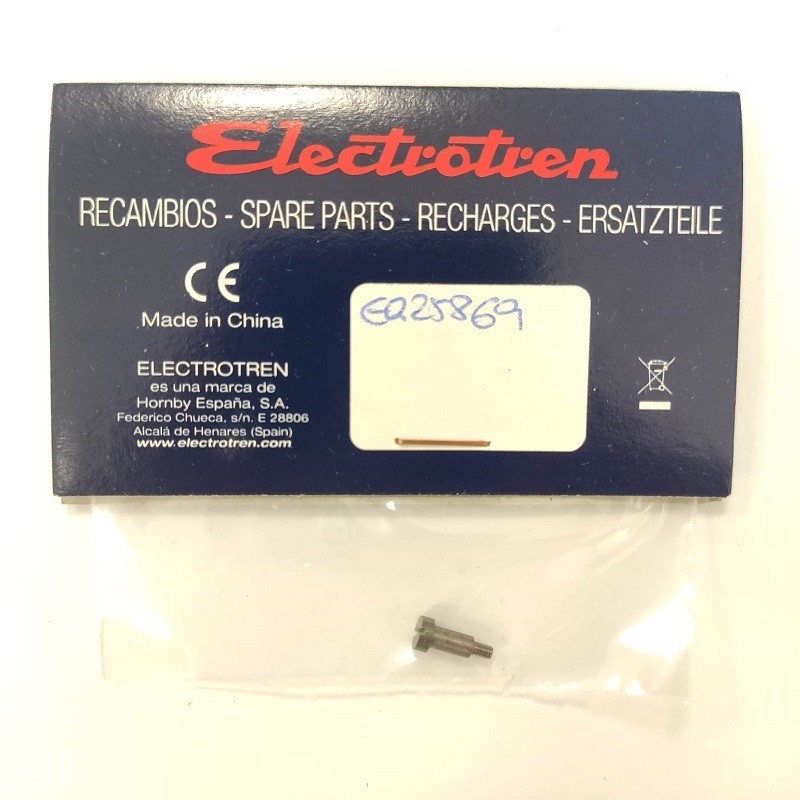 Electrotren
RECAMBIOS - SPARE PARTS - RECHARGES - ERSATZTEILE
CE
Made in China
ELECTROTREN
es una marca de
Hornby España, S.A.
Federico Chueca, s/n. E 28806
Alcalá de Henares (Spain)
www.electrotren.com
EQ25869